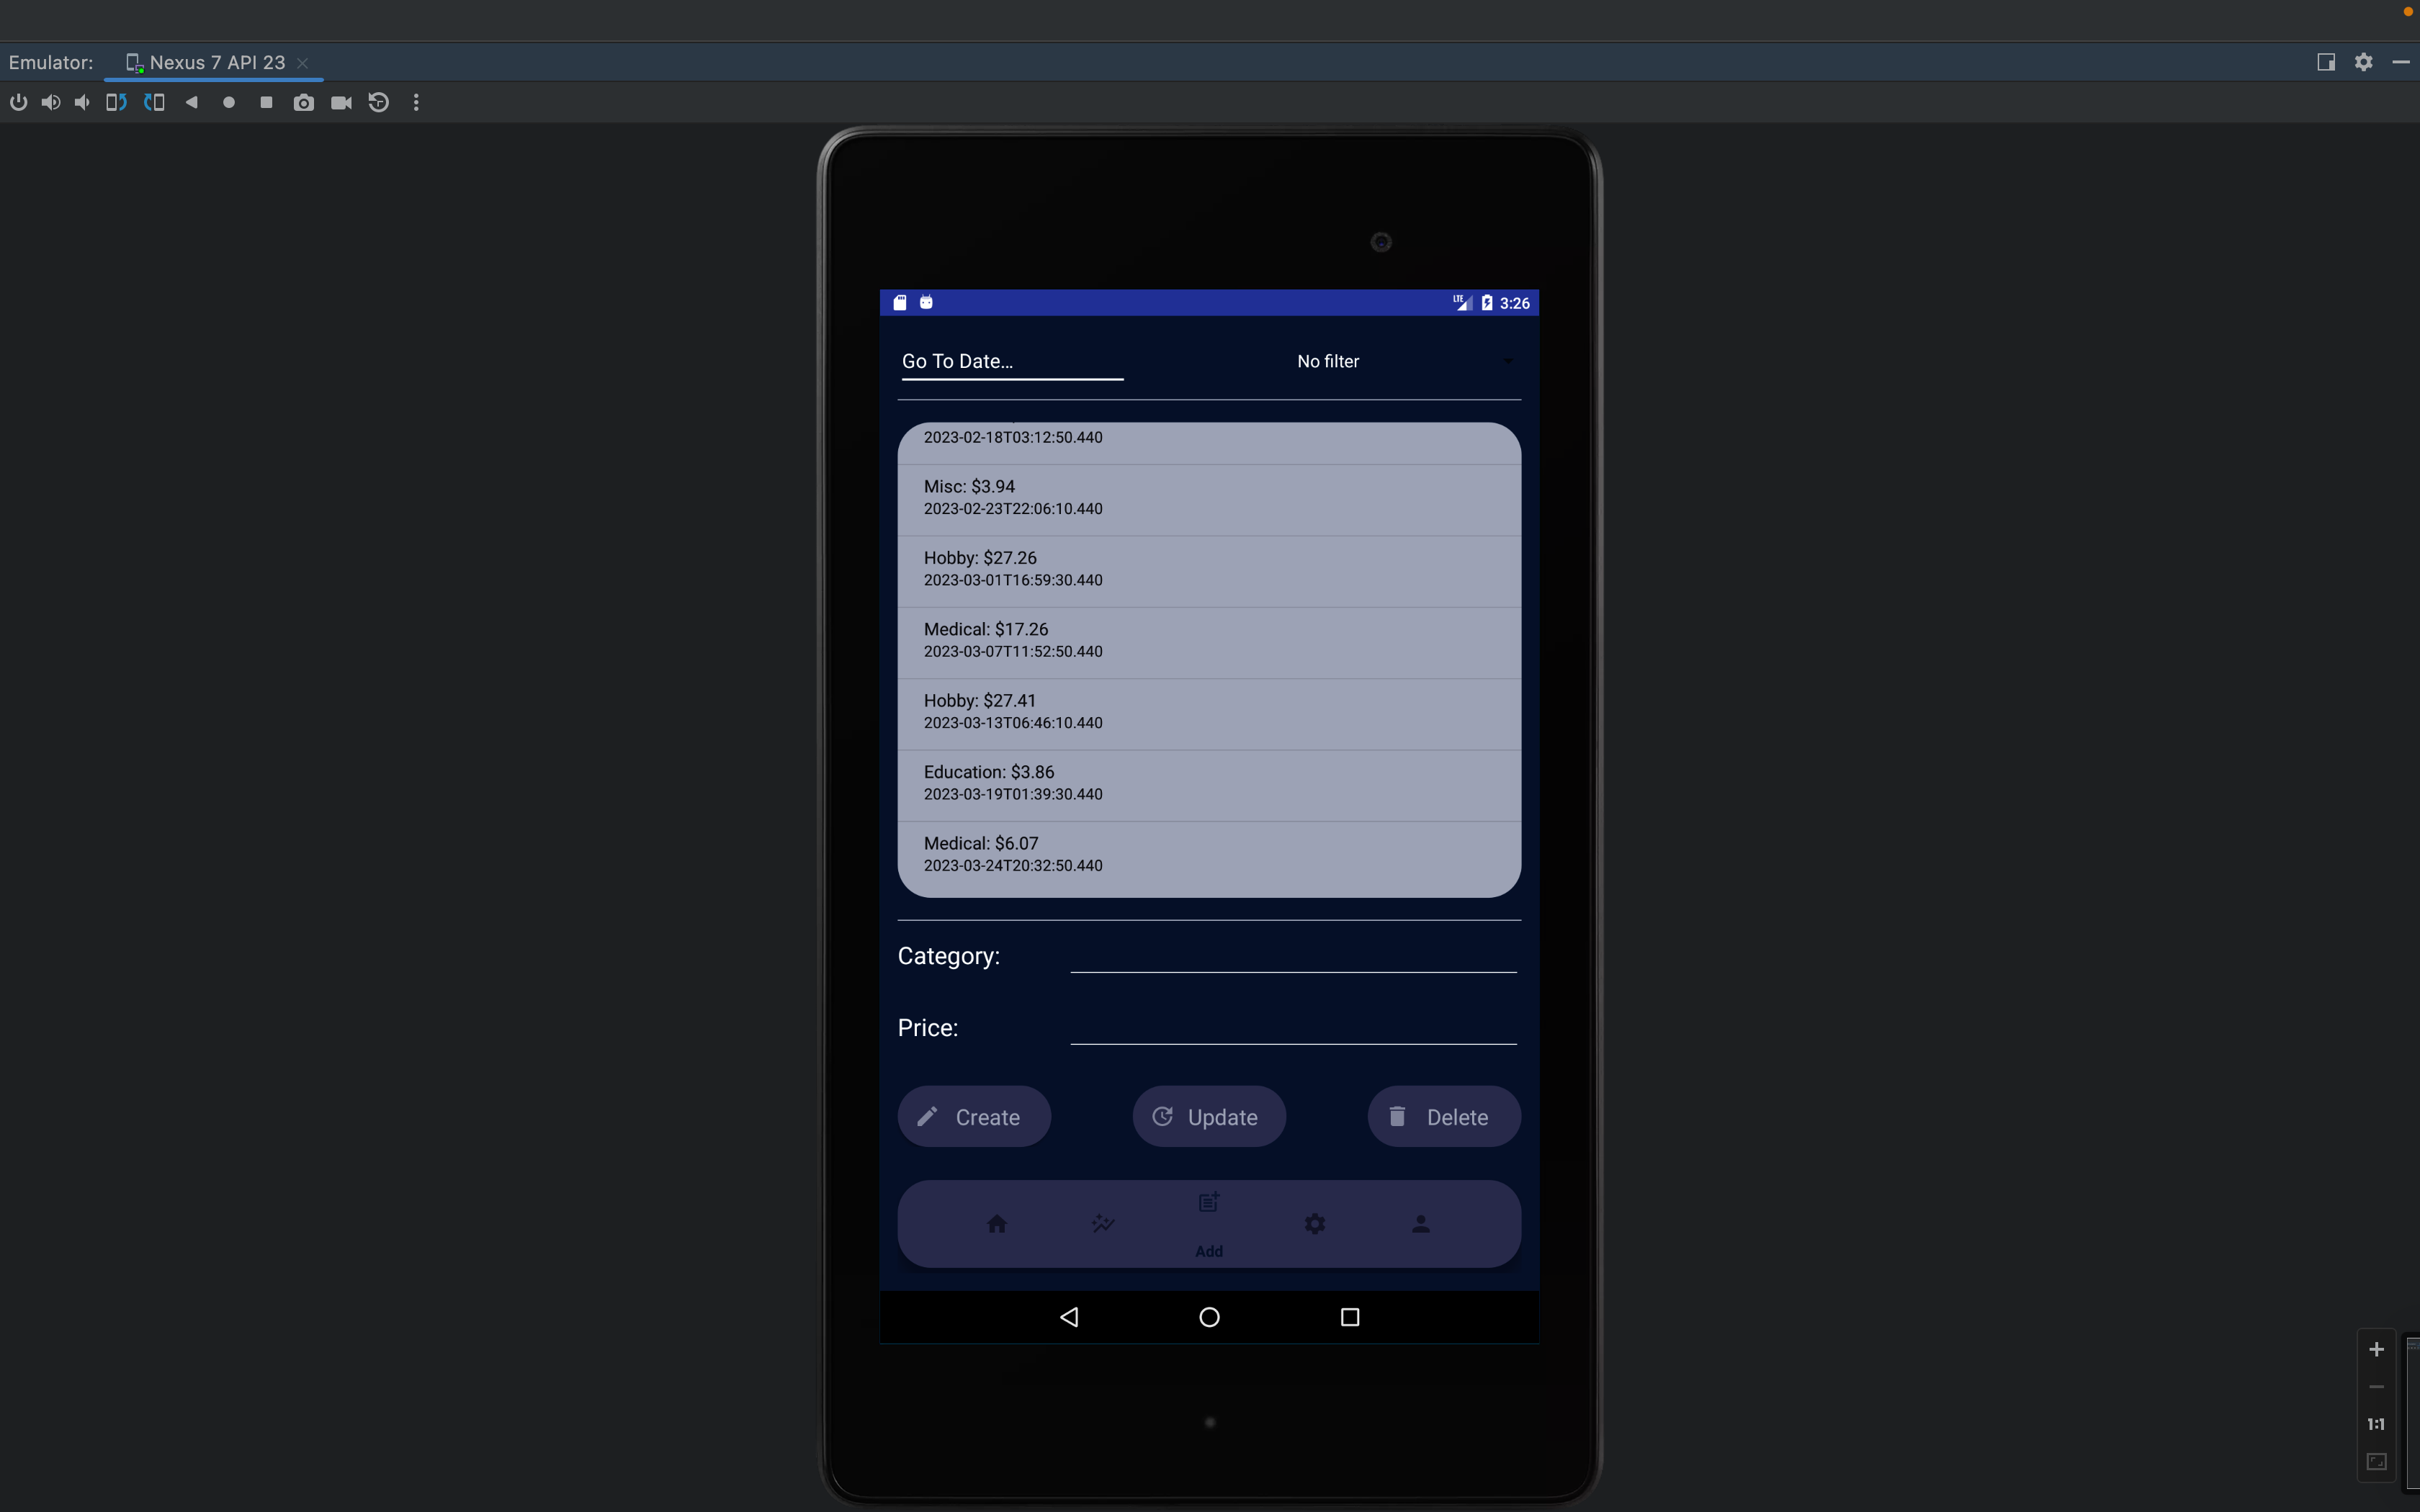 Emulator: Nexus 7 API 23
LTE 3:26
Go To Date... No filter
2023-02-18T03:12:50.440
Misc: $3.94
2023-02-23T22:06:10.440
Hobby: $27.26
2023-03-01T16:59:30.440
Medical: $17.26
2023-03-07T11:52:50.440
Hobby: $27.41
2023-03-13T06:46:10.440
Education: $3.86
2023-03-19T01:39:30.440
Medical: $6.07
2023-03-24T20:32:50.440
Category:
Price:
Create Update Delete
Add
1:1